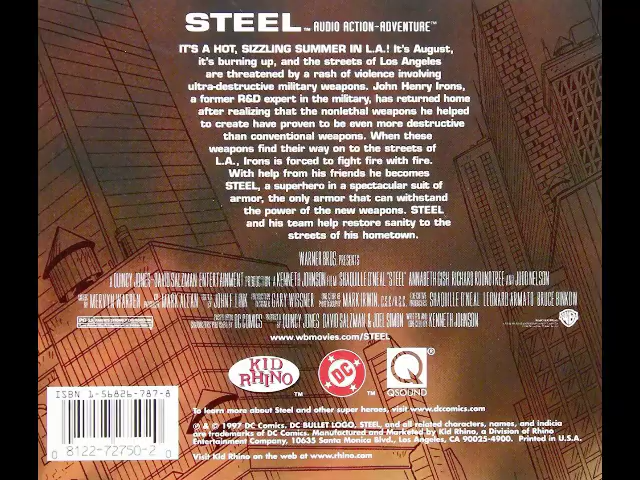 STEEL™ AUDIO ACTION-ADVENTURE™
IT'S A HOT, SIZZLING SUMMER IN L.A.! It's August,
it's burning up, and the streets of Los Angeles
are threatened by a rash of violence involving
ultra-destructive military weapons. John Henry Irons,
a former R&D expert in the military, has returned home
after realizing that the nonlethal weapons he helped
to create have proven to be even more destructive
than conventional weapons. When these
weapons find their way on to the streets of
L.A., Irons is forced to fight fire with fire.
With help from his friends he becomes
STEEL, a superhero in a spectacular suit of
armor, the only armor that can withstand
the power of the new weapons. STEEL
and his team help restore sanity to the
streets of his hometown.
WARNER BROS. PRESENTS
A QUINCY JONES-DAVID SALZMAN ENTERTAINMENT PRODUCTION A KENNETH JOHNSON FILM SHAQUILLE O'NEAL "STEEL" ANNABETH GISH RICHARD ROUNDTREE AND JUDD NELSON
MERVYN WARREN MARK ALLAN JOHN F. LINK GARY WISSNER MARK IRWIN, C.S.C./A.S.C. SHAQUILLE O'NEAL LEONARD ARMATO BRUCE BINKOW
DC COMICS QUINCY JONES DAVID SALZMAN & JOEL SIMON KENNETH JOHNSON
www.wbmovies.com/STEEL
KID RHINO™
DC™
QSOUND®
ISBN 1-56826-787-8
0 8122-72750-2 0
To learn more about Steel and other super heroes, visit www.dccomics.com
℗ & © 1997 DC Comics. DC BULLET LOGO, STEEL, and all related characters, names, and indicia
are trademarks of DC Comics. Manufactured and Marketed by Kid Rhino, a Division of Rhino
Entertainment Company, 10635 Santa Monica Blvd., Los Angeles, CA 90025-4900. Printed in U.S.A.
Visit Kid Rhino on the web at www.rhino.com